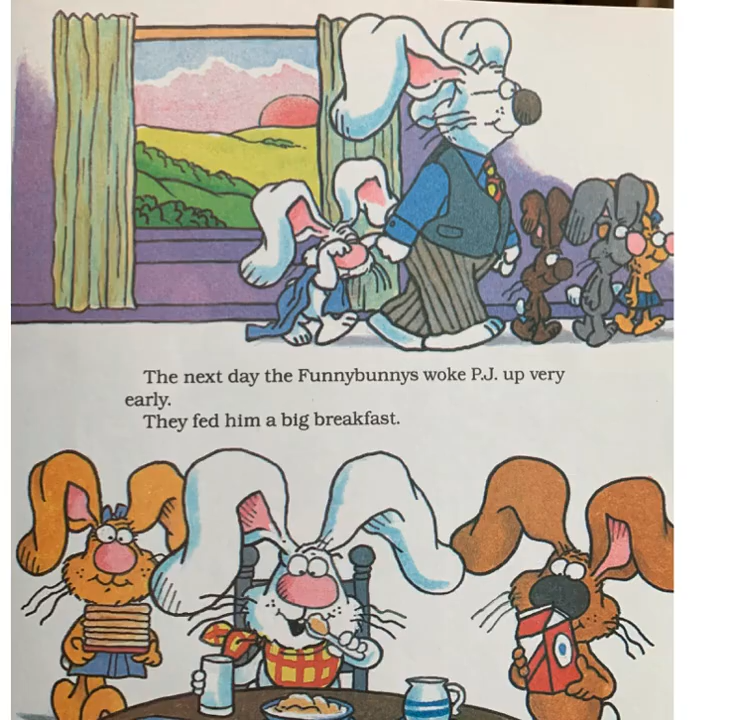 The next day the Funnybunnys woke P.J. up very
early.
They fed him a big breakfast.